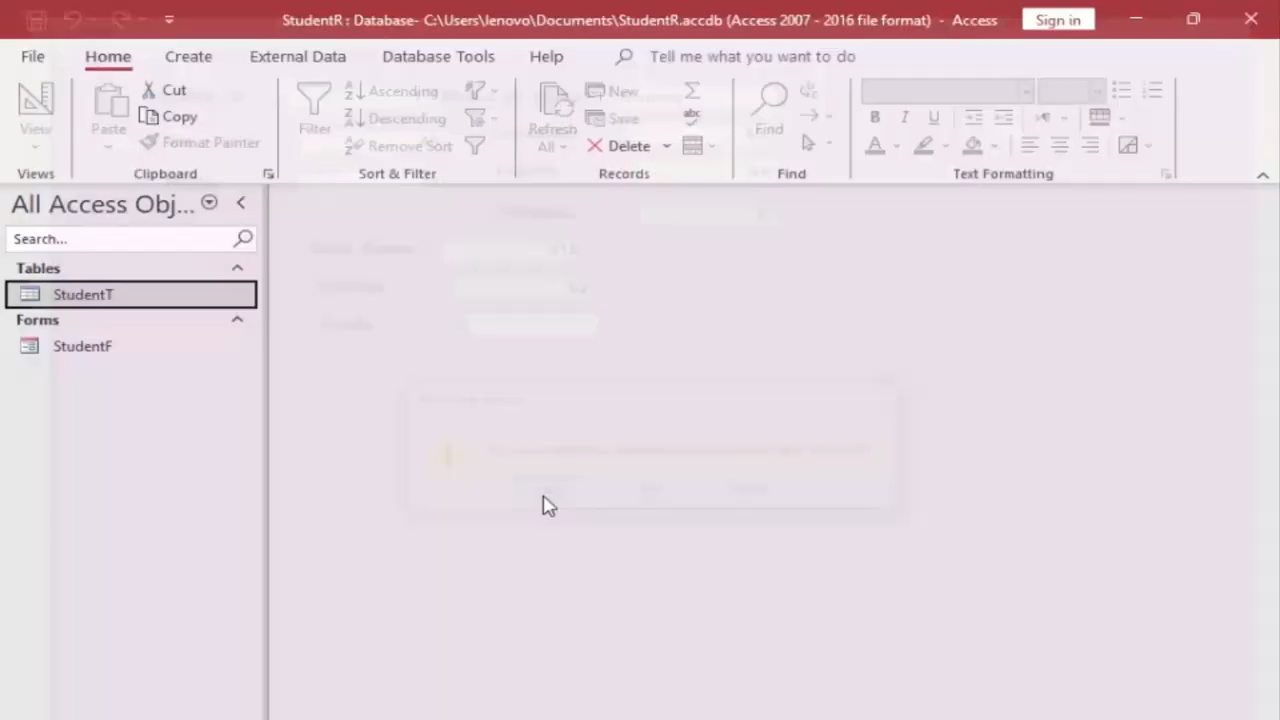 StudentR : Database- C:\Users\lenovo\Documents\StudentR.accdb (Access 2007 - 2016 file format) - Access Sign in
File Home Create External Data Database Tools Help Tell me what you want to do
View
Views
Paste
Cut
Copy
Format Painter
Clipboard
Filter
Ascending
Descending
Remove Sort
Sort & Filter
Refresh
All
New
Save
Delete
Records
Find
Find
B I U
A
Text Formatting
All Access Obj...
Search...
Tables
StudentT
Forms
StudentF